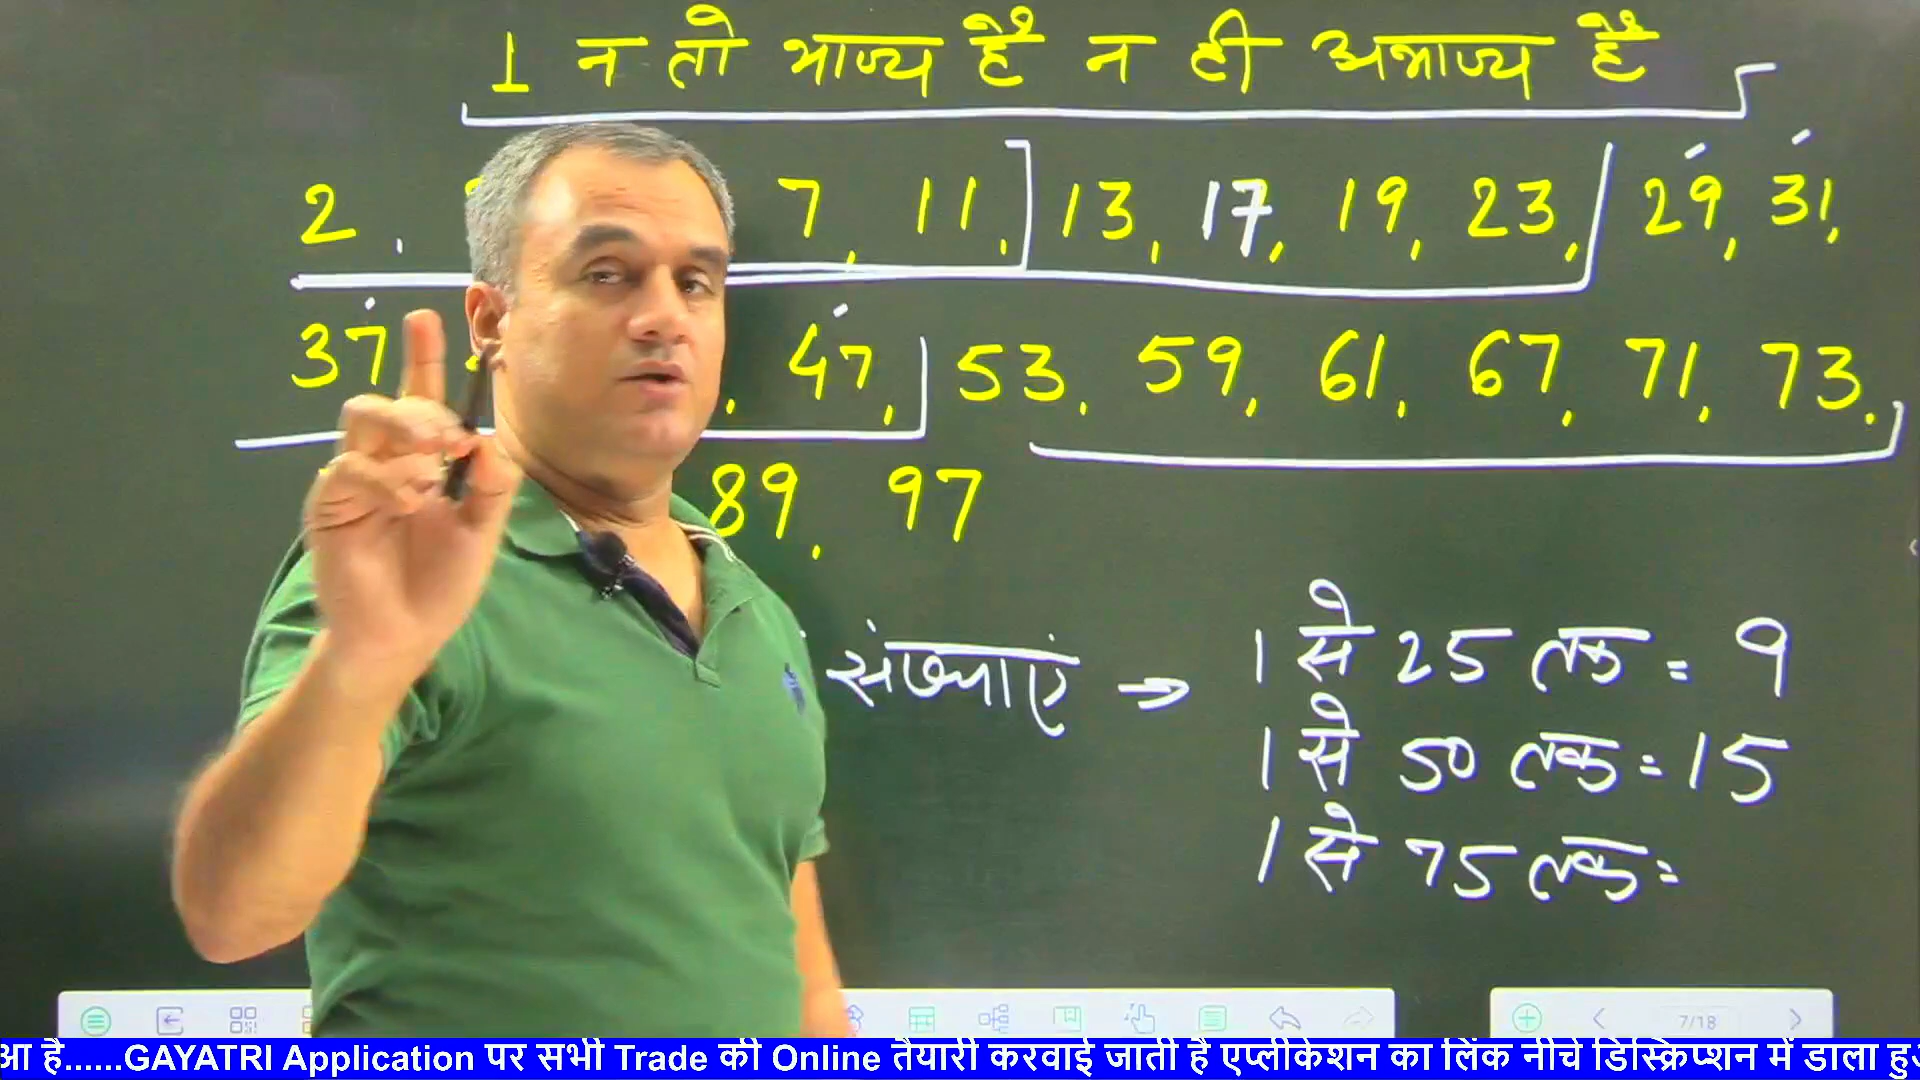 1 न तो भाज्य है न ही अभाज्य है
2, 7, 11, 13, 17, 19, 23, 29, 31,
37 , 47, 53, 59, 61, 67, 71, 73,
89, 97
संख्याएं → 1 से 25 तक = 9
1 से 50 तक = 15
1 से 75 तक =
7/18
आ है......GAYATRI Application पर सभी Trade की Online तैयारी करवाई जाती है एप्लीकेशन का लिंक नीचे डिस्क्रिप्शन में डाला